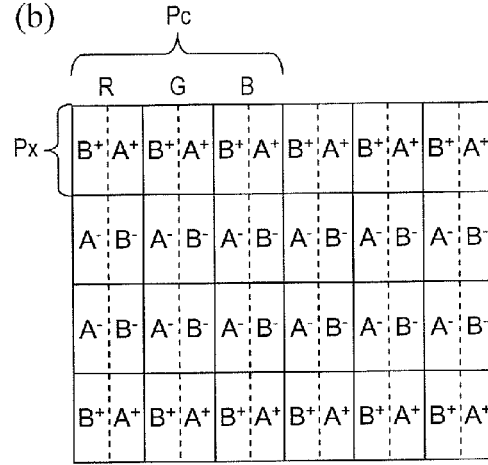 (b)
Pc
R G B
Px B⁺ A⁺ B⁺ A⁺ B⁺ A⁺ B⁺ A⁺ B⁺ A⁺ B⁺ A⁺
A⁻ B⁻ A⁻ B⁻ A⁻ B⁻ A⁻ B⁻ A⁻ B⁻ A⁻ B⁻
A⁻ B⁻ A⁻ B⁻ A⁻ B⁻ A⁻ B⁻ A⁻ B⁻ A⁻ B⁻
B⁺ A⁺ B⁺ A⁺ B⁺ A⁺ B⁺ A⁺ B⁺ A⁺ B⁺ A⁺